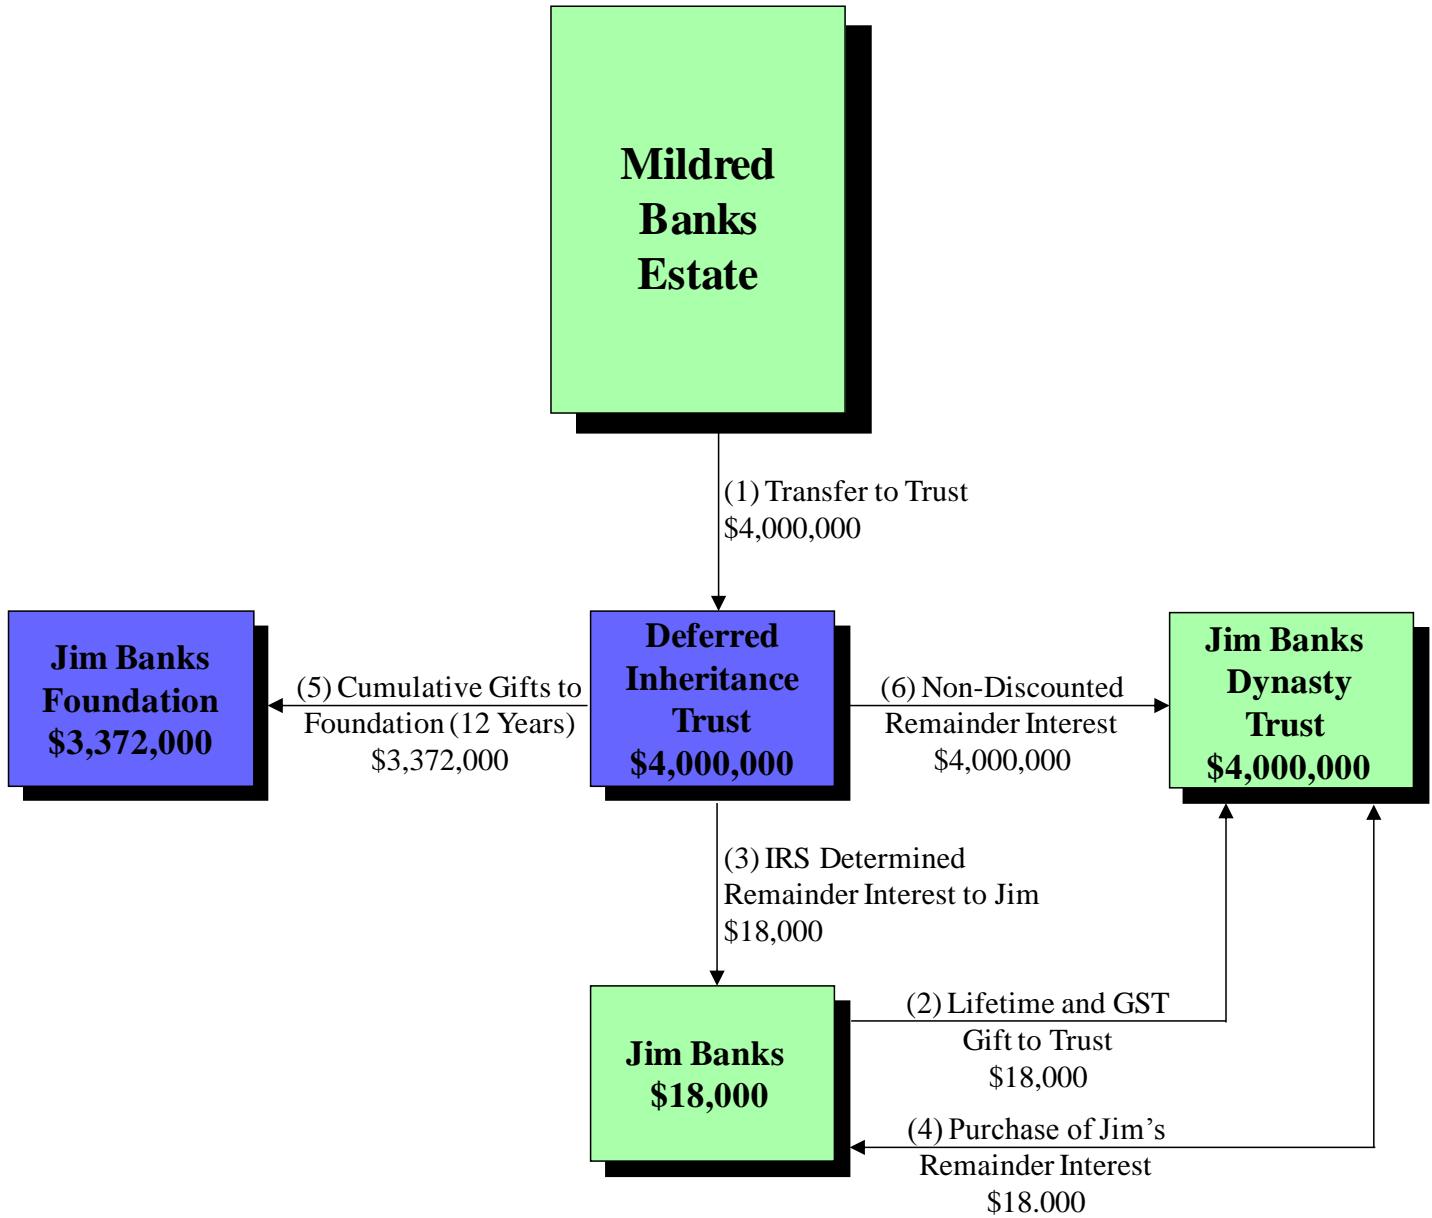 Mildred
Banks
Estate
(1) Transfer to Trust
$4,000,000
Jim Banks
Foundation
$3,372,000
(5) Cumulative Gifts to
Foundation (12 Years)
$3,372,000
Deferred
Inheritance
Trust
$4,000,000
(6) Non-Discounted
Remainder Interest
$4,000,000
Jim Banks
Dynasty
Trust
$4,000,000
(3) IRS Determined
Remainder Interest to Jim
$18,000
Jim Banks
$18,000
(2) Lifetime and GST
Gift to Trust
$18,000
(4) Purchase of Jim’s
Remainder Interest
$18.000